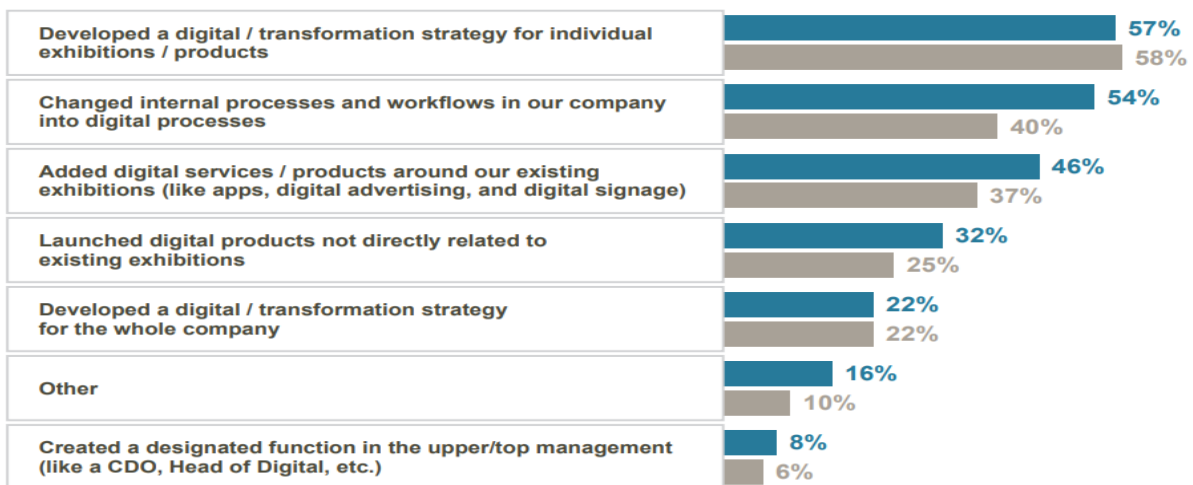 Developed a digital / transformation strategy for individual
exhibitions / products
57%
58%
Changed internal processes and workflows in our company
into digital processes
54%
40%
Added digital services / products around our existing
exhibitions (like apps, digital advertising, and digital signage)
46%
37%
Launched digital products not directly related to
existing exhibitions
32%
25%
Developed a digital / transformation strategy
for the whole company
22%
22%
Other
16%
10%
Created a designated function in the upper/top management
(like a CDO, Head of Digital, etc.)
8%
6%